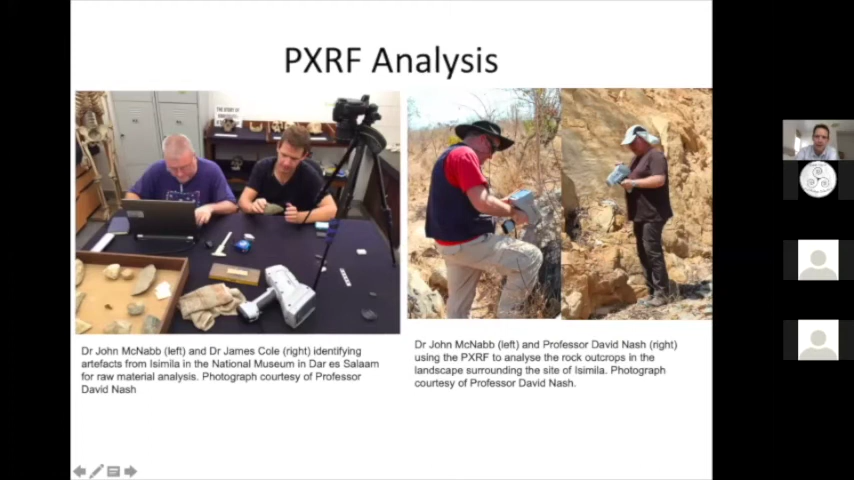 PXRF Analysis
THE STORY OF
Dr John McNabb (left) and Dr James Cole (right) identifying
artefacts from Isimila in the National Museum in Dar es Salaam
for raw material analysis. Photograph courtesy of Professor
David Nash
Dr John McNabb (left) and Professor David Nash (right)
using the PXRF to analyse the rock outcrops in the
landscape surrounding the site of Isimila. Photograph
courtesy of Professor David Nash.